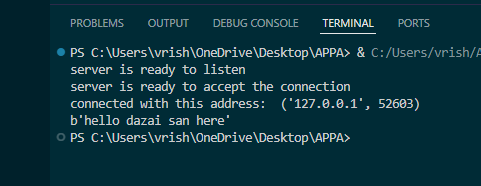 PROBLEMS OUTPUT DEBUG CONSOLE TERMINAL PORTS
PS C:\Users\vrish\OneDrive\Desktop\APPA> & C:/Users/vrish/
server is ready to listen
server is ready to accept the connection
connected with this address:  ('127.0.0.1', 52603)
b'hello dazai san here'
PS C:\Users\vrish\OneDrive\Desktop\APPA>